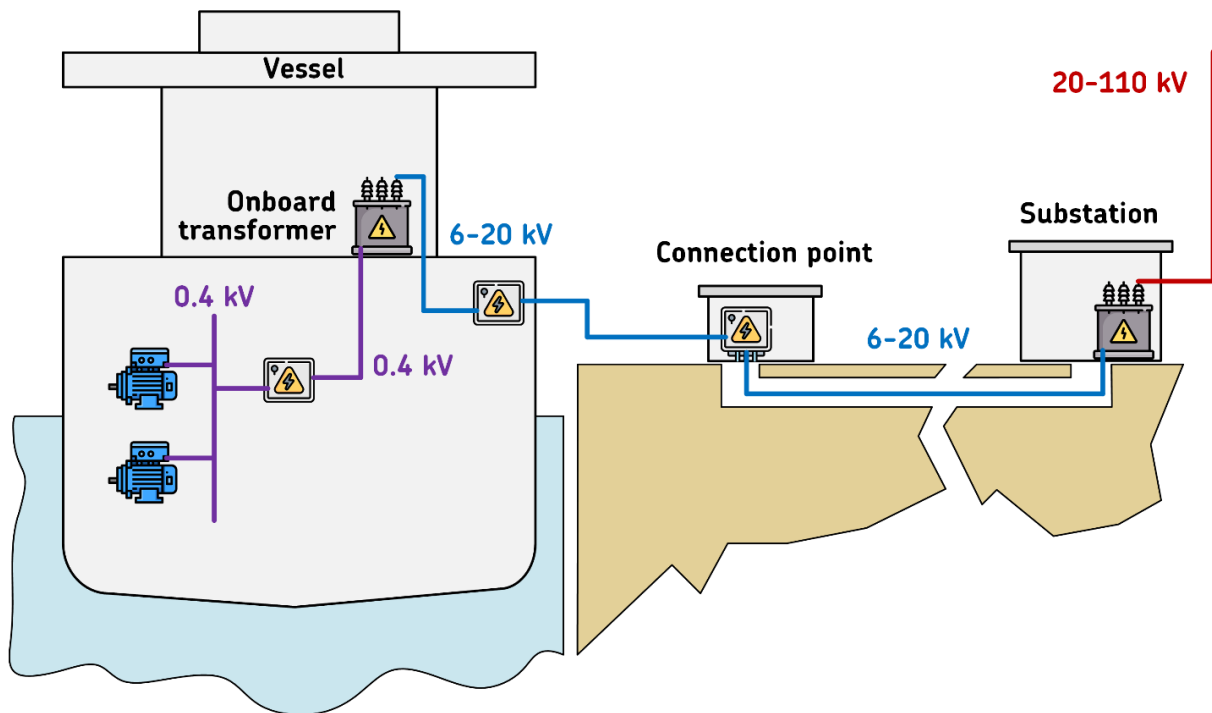 Vessel
20-110 kV
Onboard
transformer
6-20 kV
Substation
Connection point
0.4 kV
6-20 kV
0.4 kV